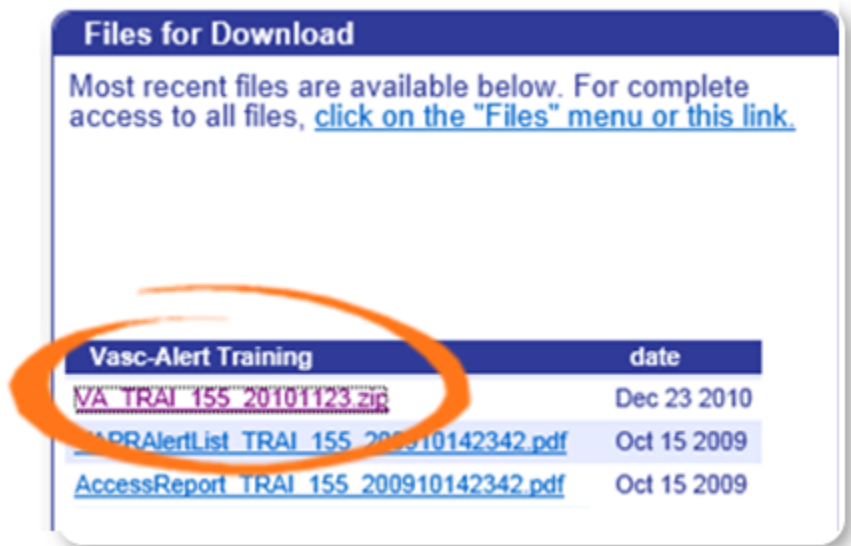 Files for Download
Most recent files are available below. For complete
access to all files, click on the "Files" menu or this link.
Vasc-Alert Training date
VA_TRAI_155_20101123.zip Dec 23 2010
Oct 15 2009
AccessReport_TRAI_155_200910142342.pdf Oct 15 2009